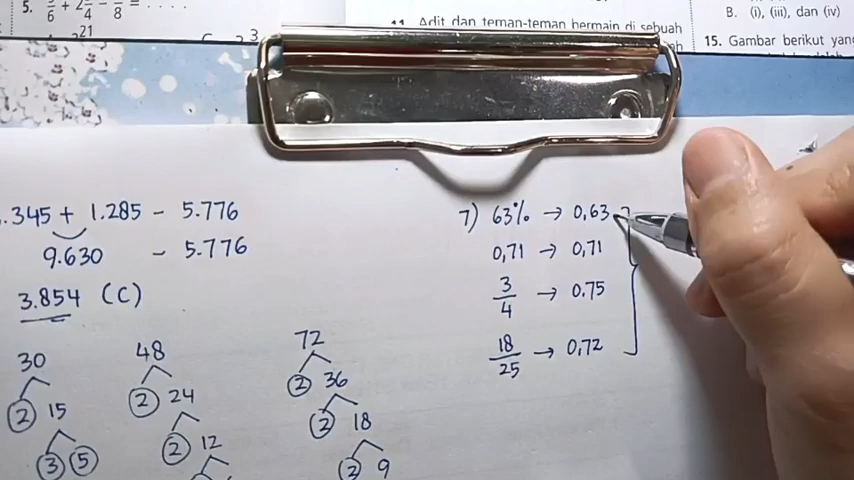 5. 5/6 + 2 1/4 - /8 = ....
21
11. Adit dan teman-teman bermain di sebuah
B. (i), (iii), dan (iv)
15. Gambar berikut yang
.345 + 1.285 - 5.776
9.630 - 5.776
3.854 (C)
30
2 15
3 5
48
2 24
2 12
72
2 36
2 18
2 9
7) 63% → 0,63
0,71 → 0,71
3/4 → 0.75
18/25 → 0,72